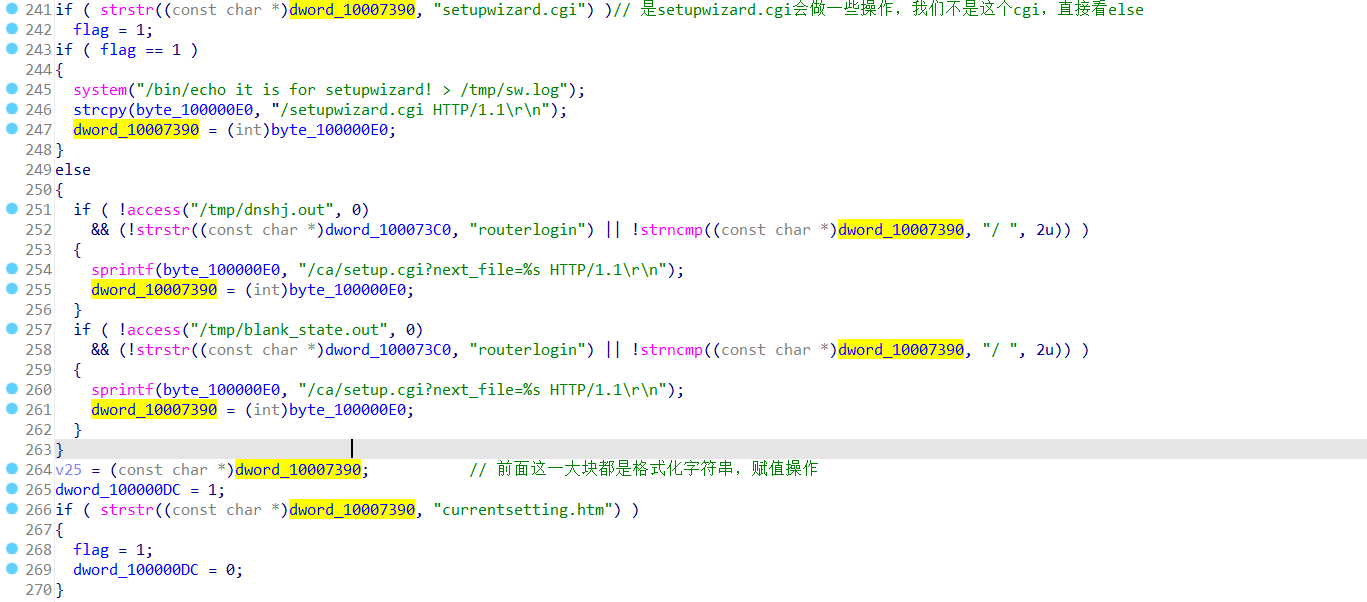 241 if ( strstr((const char *)dword_10007390, "setupwizard.cgi") )// 是setupwizard.cgi会做一些操作，我们不是这个cgi，直接看else
242   flag = 1;
243 if ( flag == 1 )
244 {
245   system("/bin/echo it is for setupwizard! > /tmp/sw.log");
246   strcpy(byte_100000E0, "/setupwizard.cgi HTTP/1.1\r\n");
247   dword_10007390 = (int)byte_100000E0;
248 }
249 else
250 {
251   if ( !access("/tmp/dnshj.out", 0)
252     && (!strstr((const char *)dword_100073C0, "routerlogin") || !strncmp((const char *)dword_10007390, "/ ", 2u)) )
253   {
254     sprintf(byte_100000E0, "/ca/setup.cgi?next_file=%s HTTP/1.1\r\n");
255     dword_10007390 = (int)byte_100000E0;
256   }
257   if ( !access("/tmp/blank_state.out", 0)
258     && (!strstr((const char *)dword_100073C0, "routerlogin") || !strncmp((const char *)dword_10007390, "/ ", 2u)) )
259   {
260     sprintf(byte_100000E0, "/ca/setup.cgi?next_file=%s HTTP/1.1\r\n");
261     dword_10007390 = (int)byte_100000E0;
262   }
263 }
264 v25 = (const char *)dword_10007390;            // 前面这一大块都是格式化字符串，赋值操作
265 dword_100000DC = 1;
266 if ( strstr((const char *)dword_10007390, "currentsetting.htm") )
267 {
268   flag = 1;
269   dword_100000DC = 0;
270 }